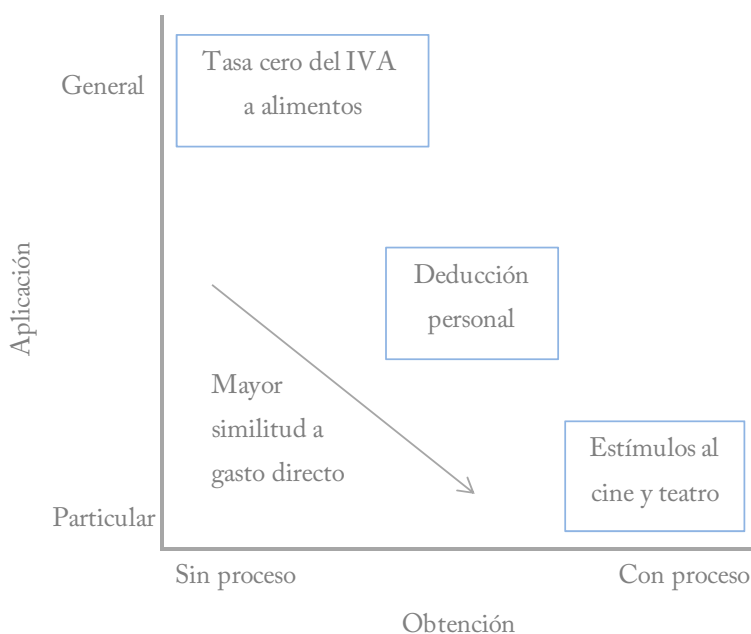 Tasa cero del IVA
a alimentos
General
Aplicación
Deducción
personal
Mayor
similitud a
gasto directo
Estímulos al
cine y teatro
Particular
Sin proceso
Con proceso
Obtención